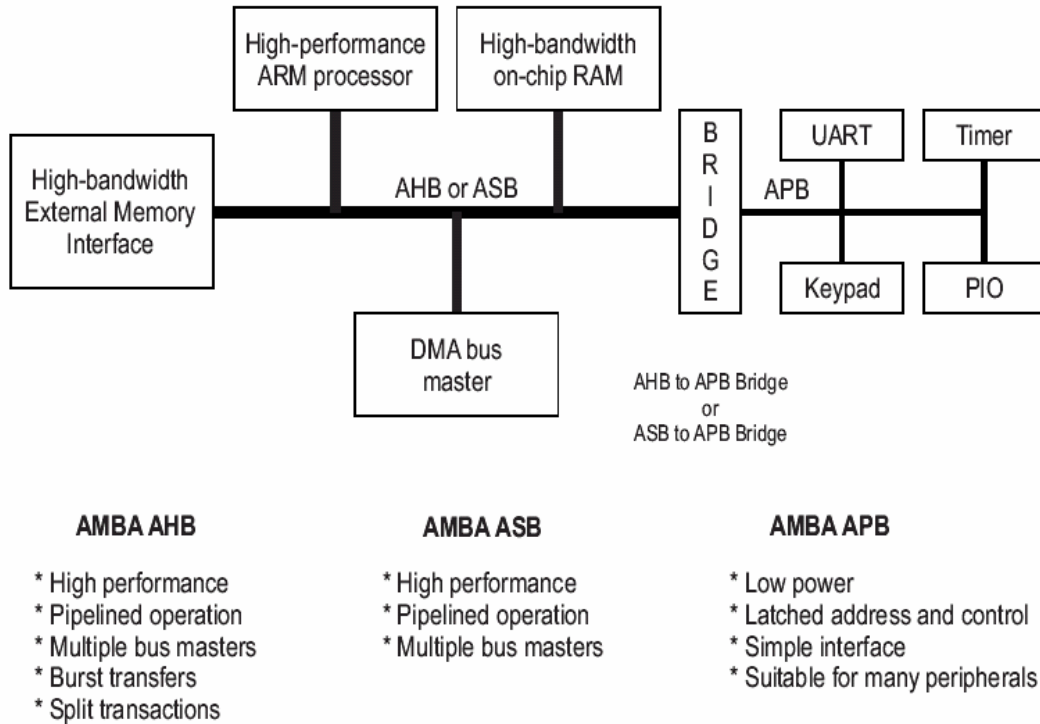 High-performance
ARM processor
High-bandwidth
on-chip RAM
High-bandwidth
External Memory
Interface
AHB or ASB
B
R
I
D
G
E
APB
UART
Timer
Keypad
PIO
DMA bus
master
AHB to APB Bridge
or
ASB to APB Bridge
AMBA AHB
* High performance
* Pipelined operation
* Multiple bus masters
* Burst transfers
* Split transactions
AMBA ASB
* High performance
* Pipelined operation
* Multiple bus masters
AMBA APB
* Low power
* Latched address and control
* Simple interface
* Suitable for many peripherals